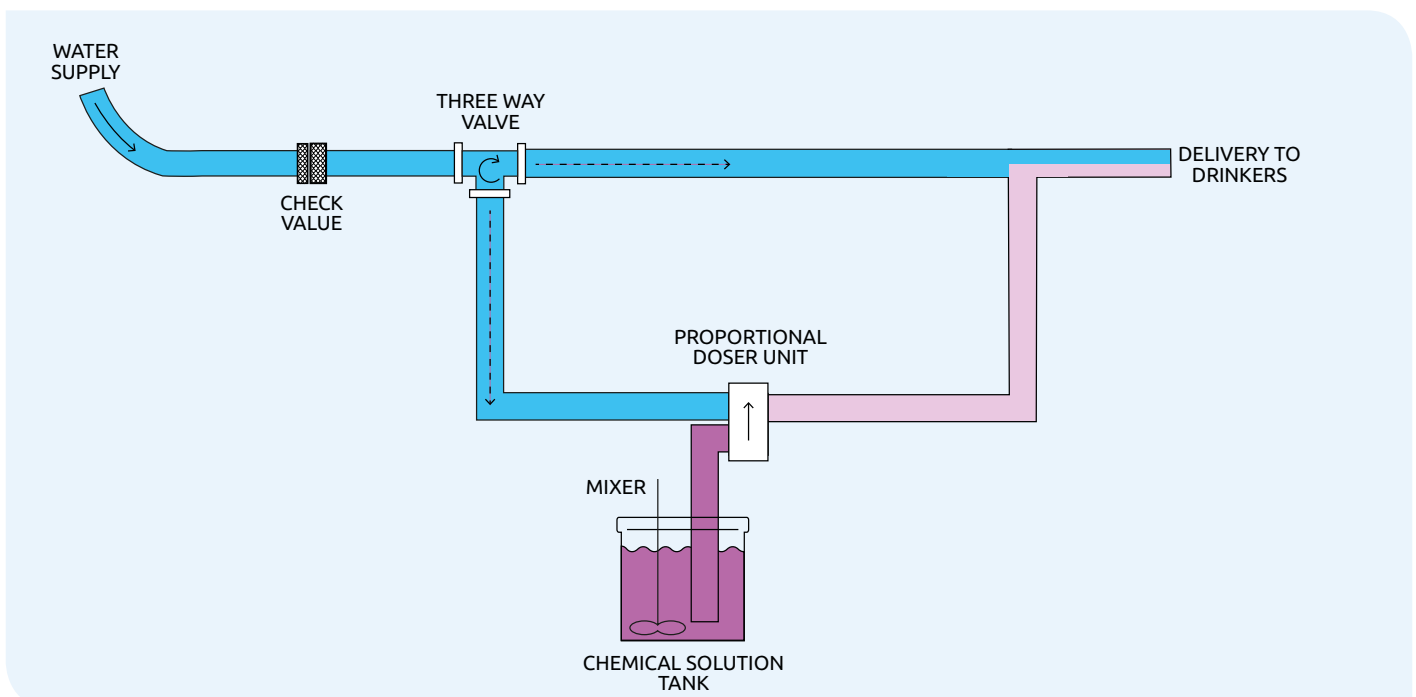 WATER
SUPPLY
THREE WAY
VALVE
CHECK
VALUE
DELIVERY TO
DRINKERS
PROPORTIONAL
DOSER UNIT
MIXER
CHEMICAL SOLUTION
TANK